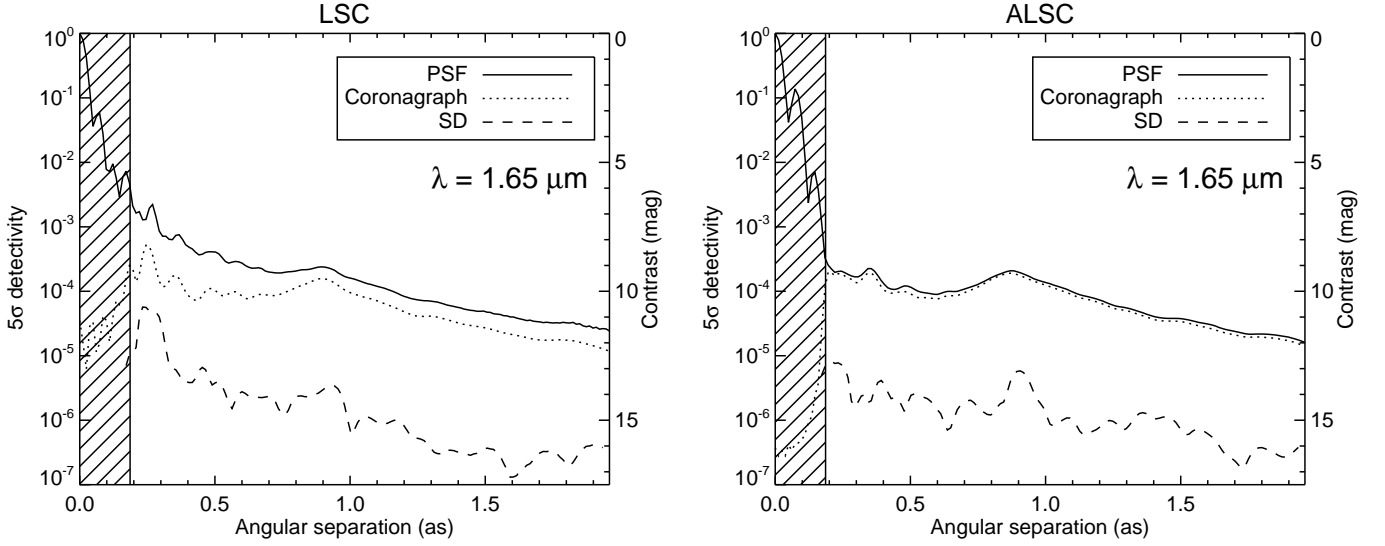 LSC
10^0
10^-1
10^-2
10^-3
10^-4
10^-5
10^-6
10^-7
5σ detectivity
0.0 0.5 1.0 1.5
Angular separation (as)
0
5
10
15
Contrast (mag)
PSF
Coronagraph
SD
λ = 1.65 μm
ALSC
10^0
10^-1
10^-2
10^-3
10^-4
10^-5
10^-6
10^-7
5σ detectivity
0.0 0.5 1.0 1.5
Angular separation (as)
0
5
10
15
Contrast (mag)
PSF
Coronagraph
SD
λ = 1.65 μm